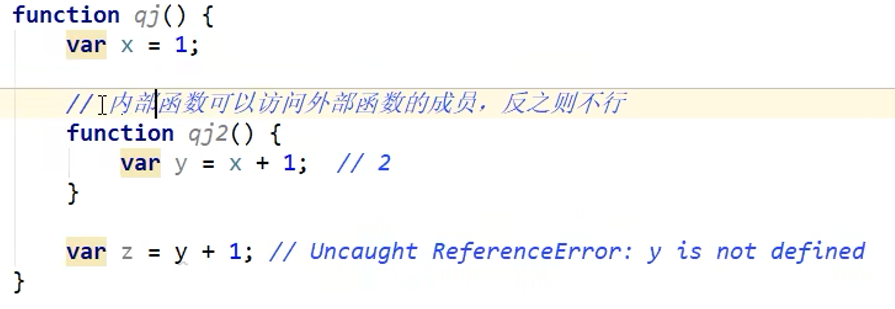 function qj() {
var x = 1;
// 内部函数可以访问外部函数的成员，反之则不行
function qj2() {
var y = x + 1;  // 2
}
var z = y + 1; // Uncaught ReferenceError: y is not defined
}